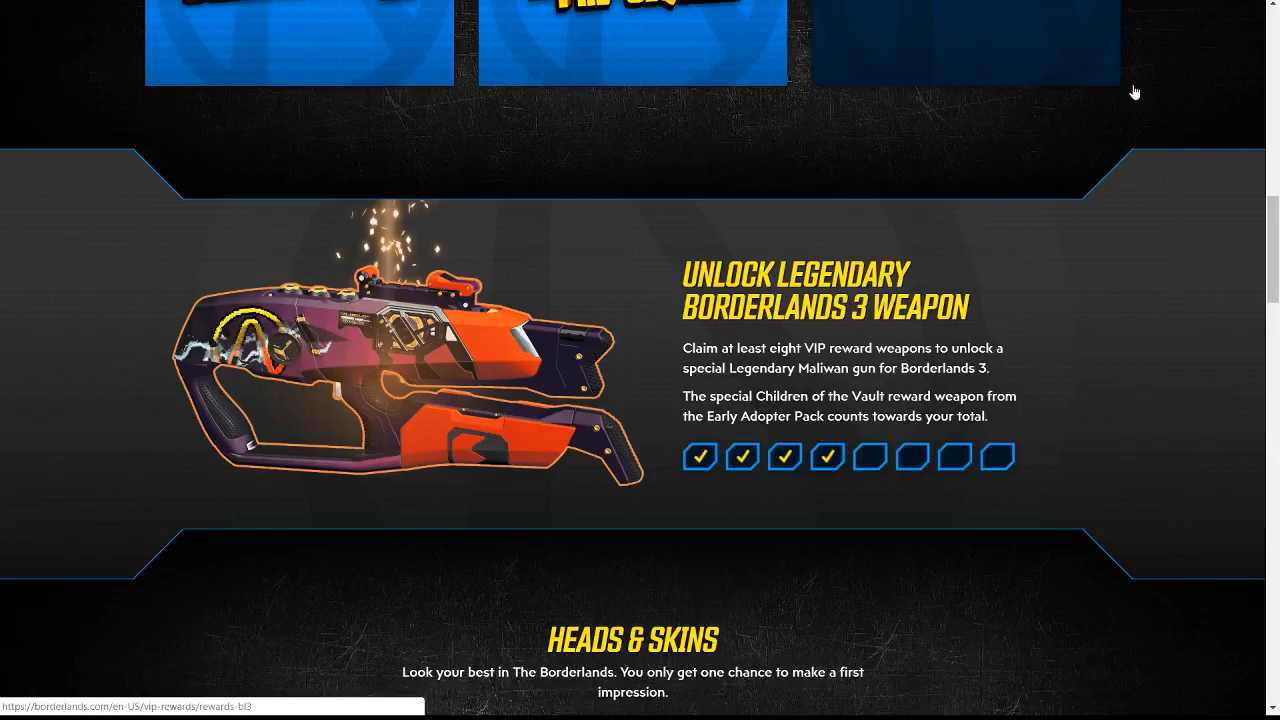 UNLOCK LEGENDARY
BORDERLANDS 3 WEAPON
Claim at least eight VIP reward weapons to unlock a
special Legendary Maliwan gun for Borderlands 3.
The special Children of the Vault reward weapon from
the Early Adopter Pack counts towards your total.
HEADS & SKINS
Look your best in The Borderlands. You only get one chance to make a first
impression.
https://borderlands.com/en-US/vip-rewards/rewards-bl3